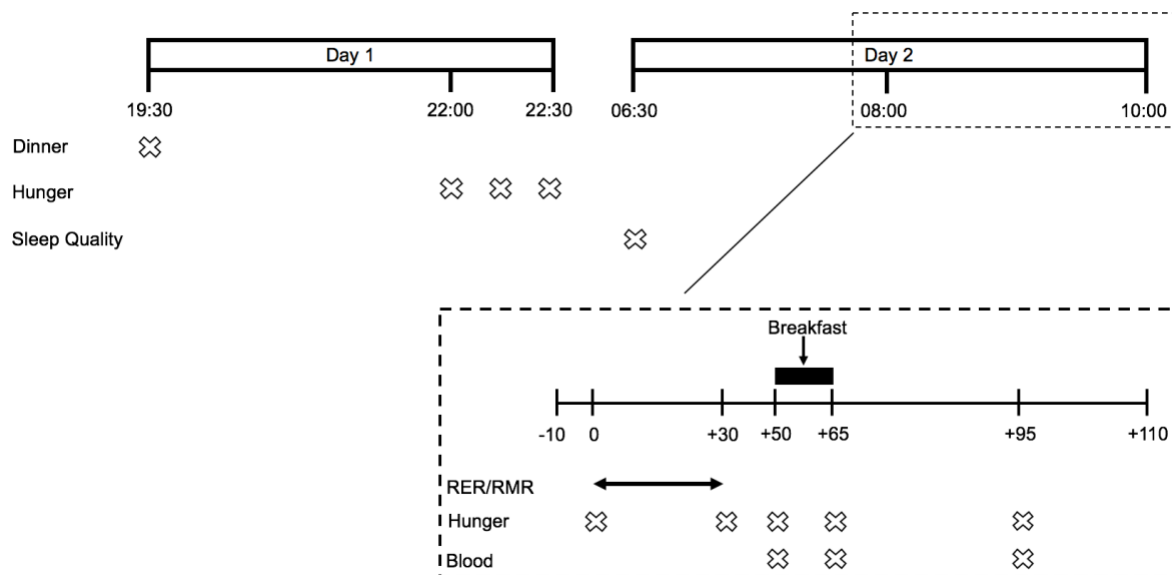 Day 1
Day 2
19:30
22:00
22:30
06:30
08:00
10:00
Dinner
Hunger
Sleep Quality
Breakfast
-10
0
+30
+50
+65
+95
+110
RER/RMR
Hunger
Blood